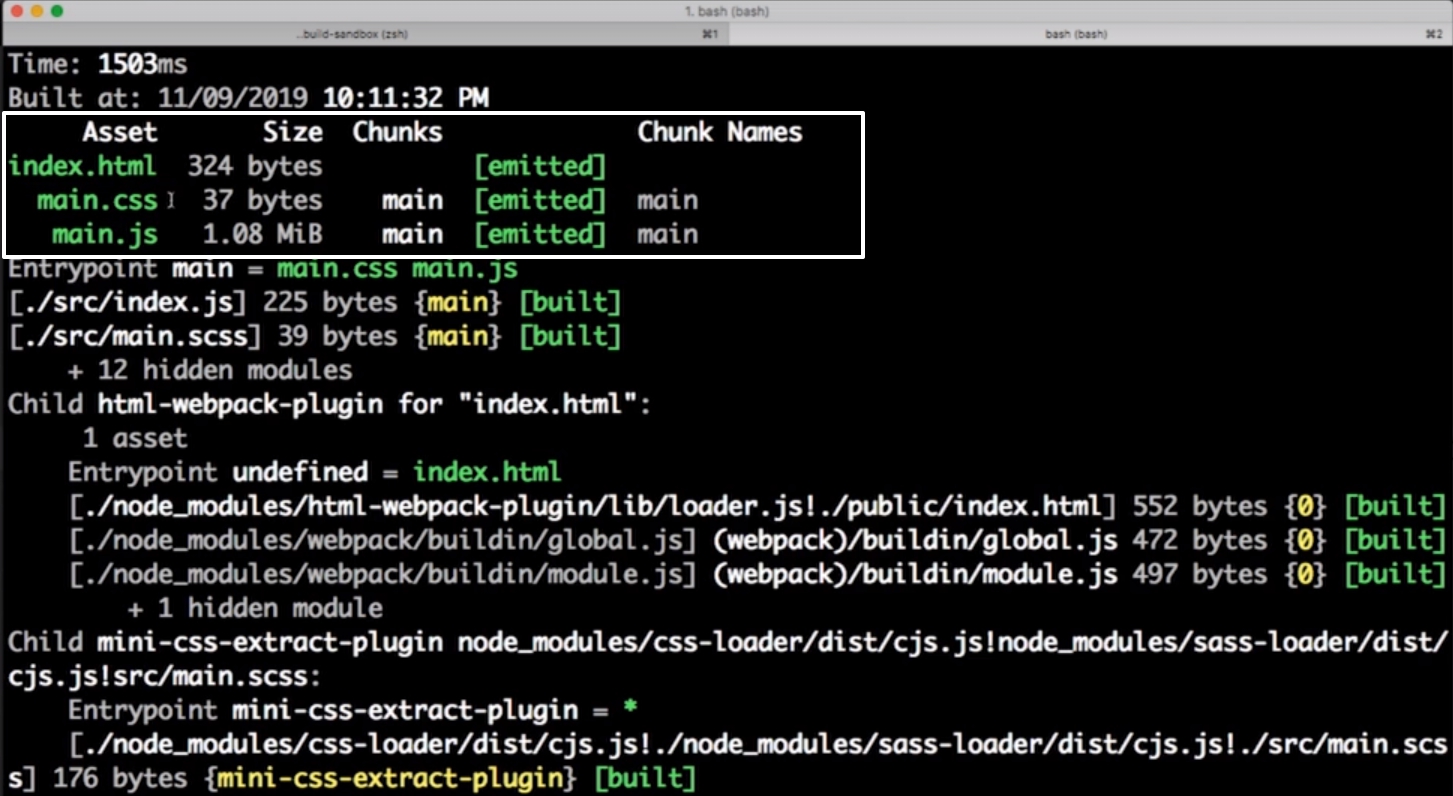 1. bash (bash)
..build-sandbox (zsh) ⌘1 bash (bash) ⌘2
Time: 1503ms
Built at: 11/09/2019 10:11:32 PM
Asset Size Chunks Chunk Names
index.html 324 bytes [emitted]
main.css 37 bytes main [emitted] main
main.js 1.08 MiB main [emitted] main
Entrypoint main = main.css main.js
[./src/index.js] 225 bytes {main} [built]
[./src/main.scss] 39 bytes {main} [built]
+ 12 hidden modules
Child html-webpack-plugin for "index.html":
1 asset
Entrypoint undefined = index.html
[./node_modules/html-webpack-plugin/lib/loader.js!./public/index.html] 552 bytes {0} [built]
[./node_modules/webpack/buildin/global.js] (webpack)/buildin/global.js 472 bytes {0} [built]
[./node_modules/webpack/buildin/module.js] (webpack)/buildin/module.js 497 bytes {0} [built]
+ 1 hidden module
Child mini-css-extract-plugin node_modules/css-loader/dist/cjs.js!node_modules/sass-loader/dist/
cjs.js!src/main.scss:
Entrypoint mini-css-extract-plugin = *
[./node_modules/css-loader/dist/cjs.js!./node_modules/sass-loader/dist/cjs.js!./src/main.scs
s] 176 bytes {mini-css-extract-plugin} [built]